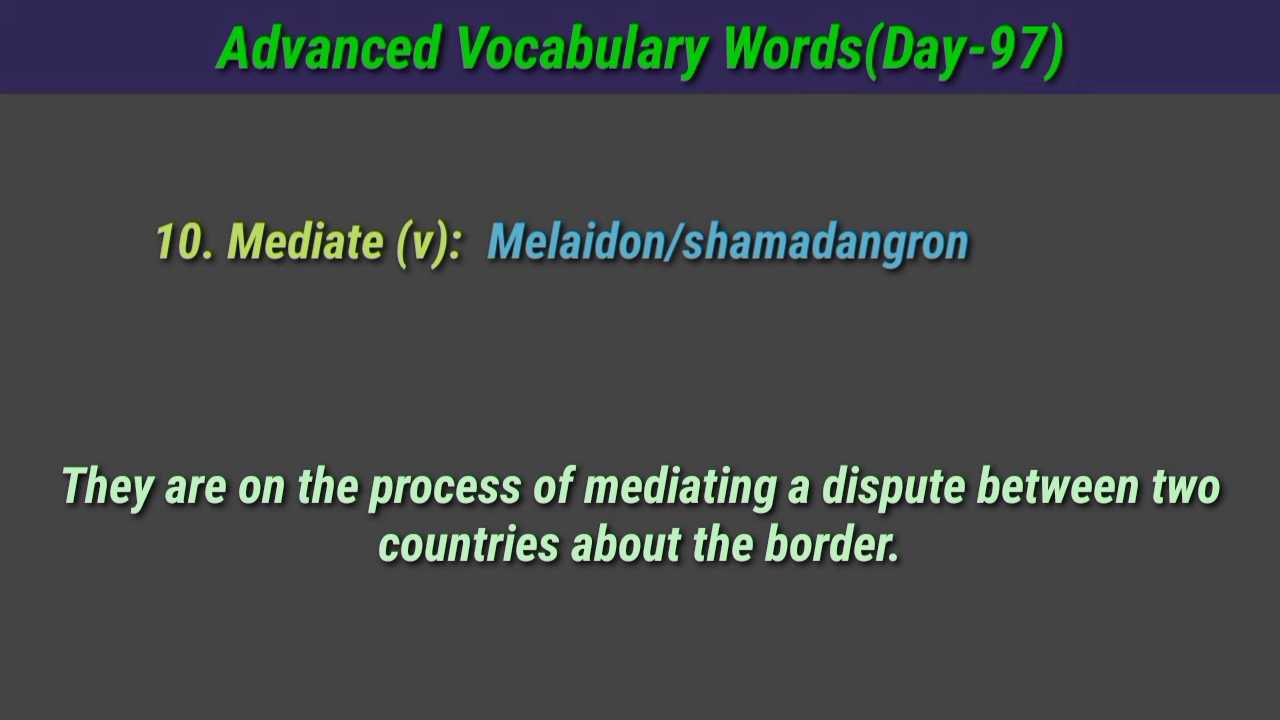 Advanced Vocabulary Words(Day-97)
10. Mediate (v): Melaidon/shamadangron
They are on the process of mediating a dispute between two
countries about the border.